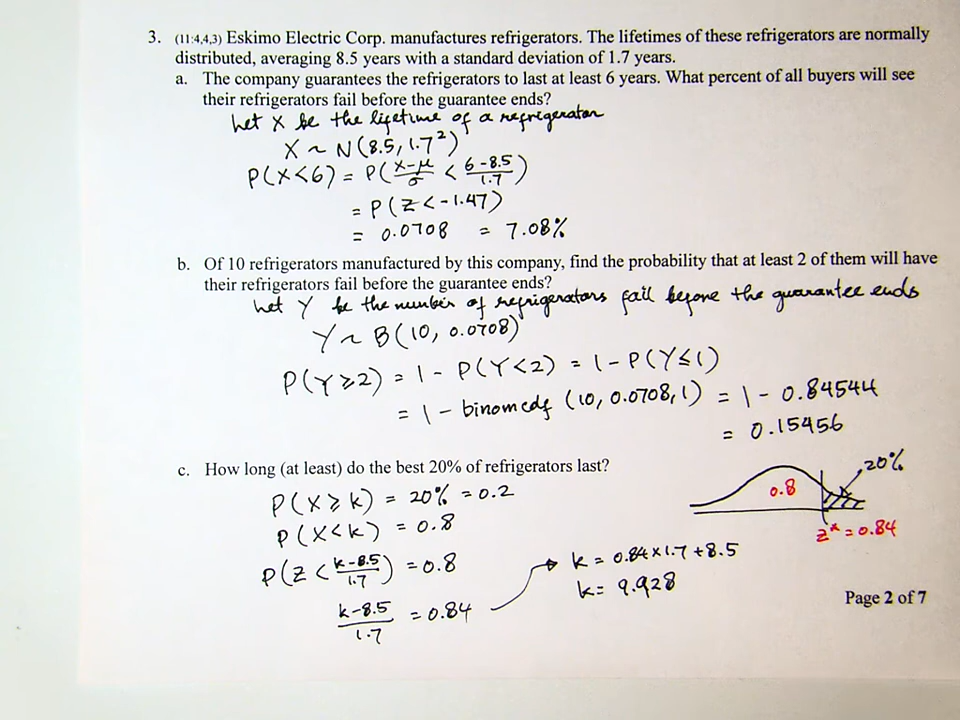 3. (11:4,4,3) Eskimo Electric Corp. manufactures refrigerators. The lifetimes of these refrigerators are normally
distributed, averaging 8.5 years with a standard deviation of 1.7 years.
a. The company guarantees the refrigerators to last at least 6 years. What percent of all buyers will see
their refrigerators fail before the guarantee ends?
Let X be the lifetime of a refrigerator
X ~ N(8.5, 1.7²)
P(X<6) = P((X-μ)/σ < (6-8.5)/1.7)
= P(Z<-1.47)
= 0.0708 = 7.08%
b. Of 10 refrigerators manufactured by this company, find the probability that at least 2 of them will have
their refrigerators fail before the guarantee ends?
Let Y be the number of refrigerators fail before the guarantee ends
Y ~ B(10, 0.0708)
P(Y≥2) = 1 - P(Y<2) = 1 - P(Y≤1)
= 1 - binomcdf (10, 0.0708, 1) = 1 - 0.84544
= 0.15456
c. How long (at least) do the best 20% of refrigerators last?
P(X≥k) = 20% = 0.2
P(X<k) = 0.8
P(Z<(k-8.5)/1.7) = 0.8
(k-8.5)/1.7 = 0.84
k = 0.84×1.7+8.5
k = 9.928
20%
0.8
z* = 0.84
Page 2 of 7